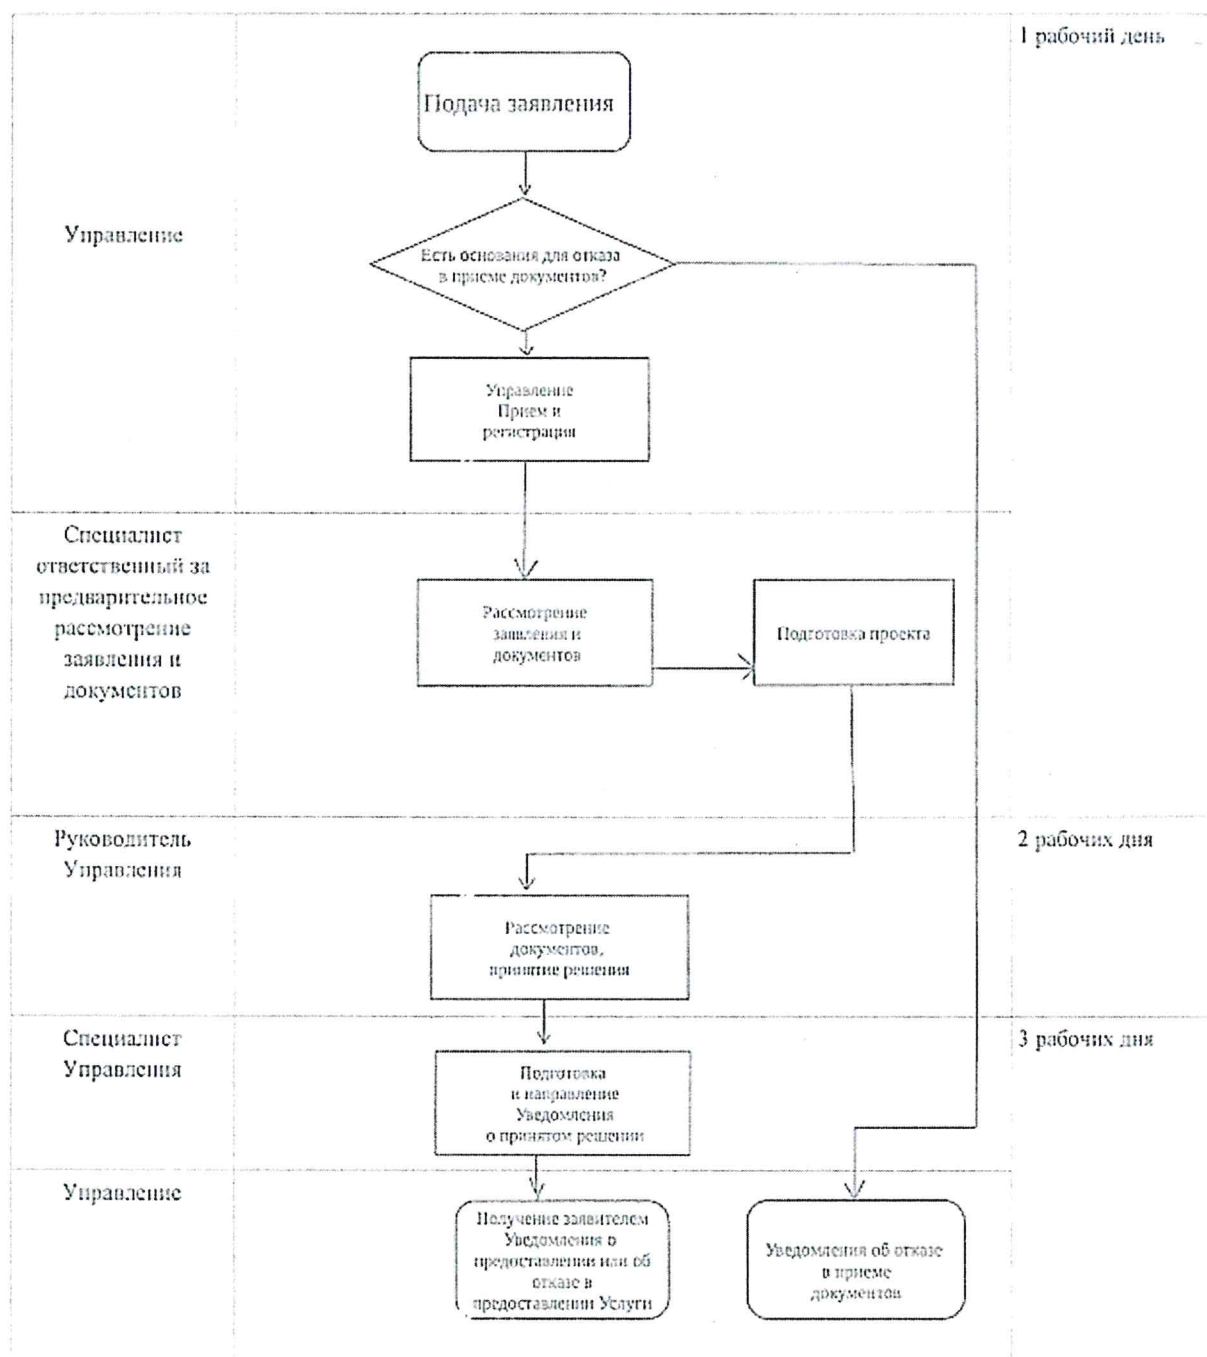 1 рабочий день
Подача заявления
Управление
Есть основания для отказа
в приеме документов?
Управление
Прием и
регистрация
Специалист
ответственный за
предварительное
рассмотрение
заявления и
документов
Рассмотрение
заявления и
документов
Подготовка проекта
Руководитель
Управления
2 рабочих дня
Рассмотрение
документов,
принятие решения
Специалист
Управления
3 рабочих дня
Подготовка
и направление
Уведомления
о принятом решении
Управление
Получение заявителем
Уведомления о
предоставлении или об
отказе в
предоставлении Услуги
Уведомления об отказе
в приеме
документов